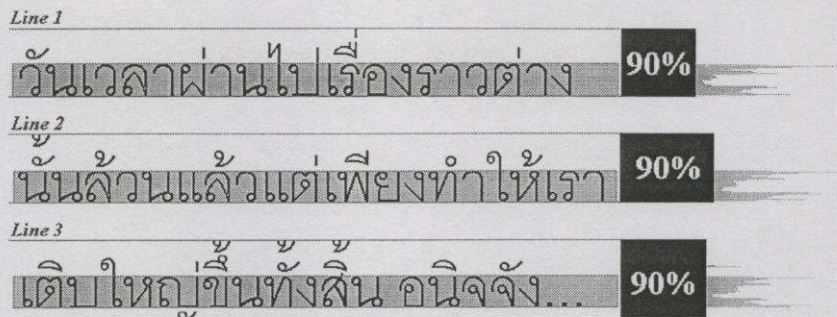 Line 1
วันเวลาผ่านไปเรื่องราวต่าง 90%
Line 2
นั้นล้วนแล้วแต่เพียงทำให้เรา 90%
Line 3
เติบใหญ่ขึ้นทั้งสิ้น อนิจจัง... 90%